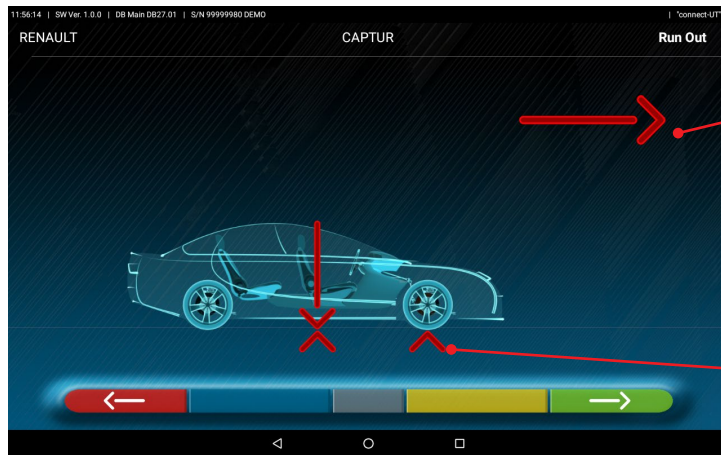 11:56:14 | SW Ver. 1.0.0 | DB Main DB27.01 | S/N 99999980 DEMO | "connect-UT"
RENAULT CAPTUR Run Out